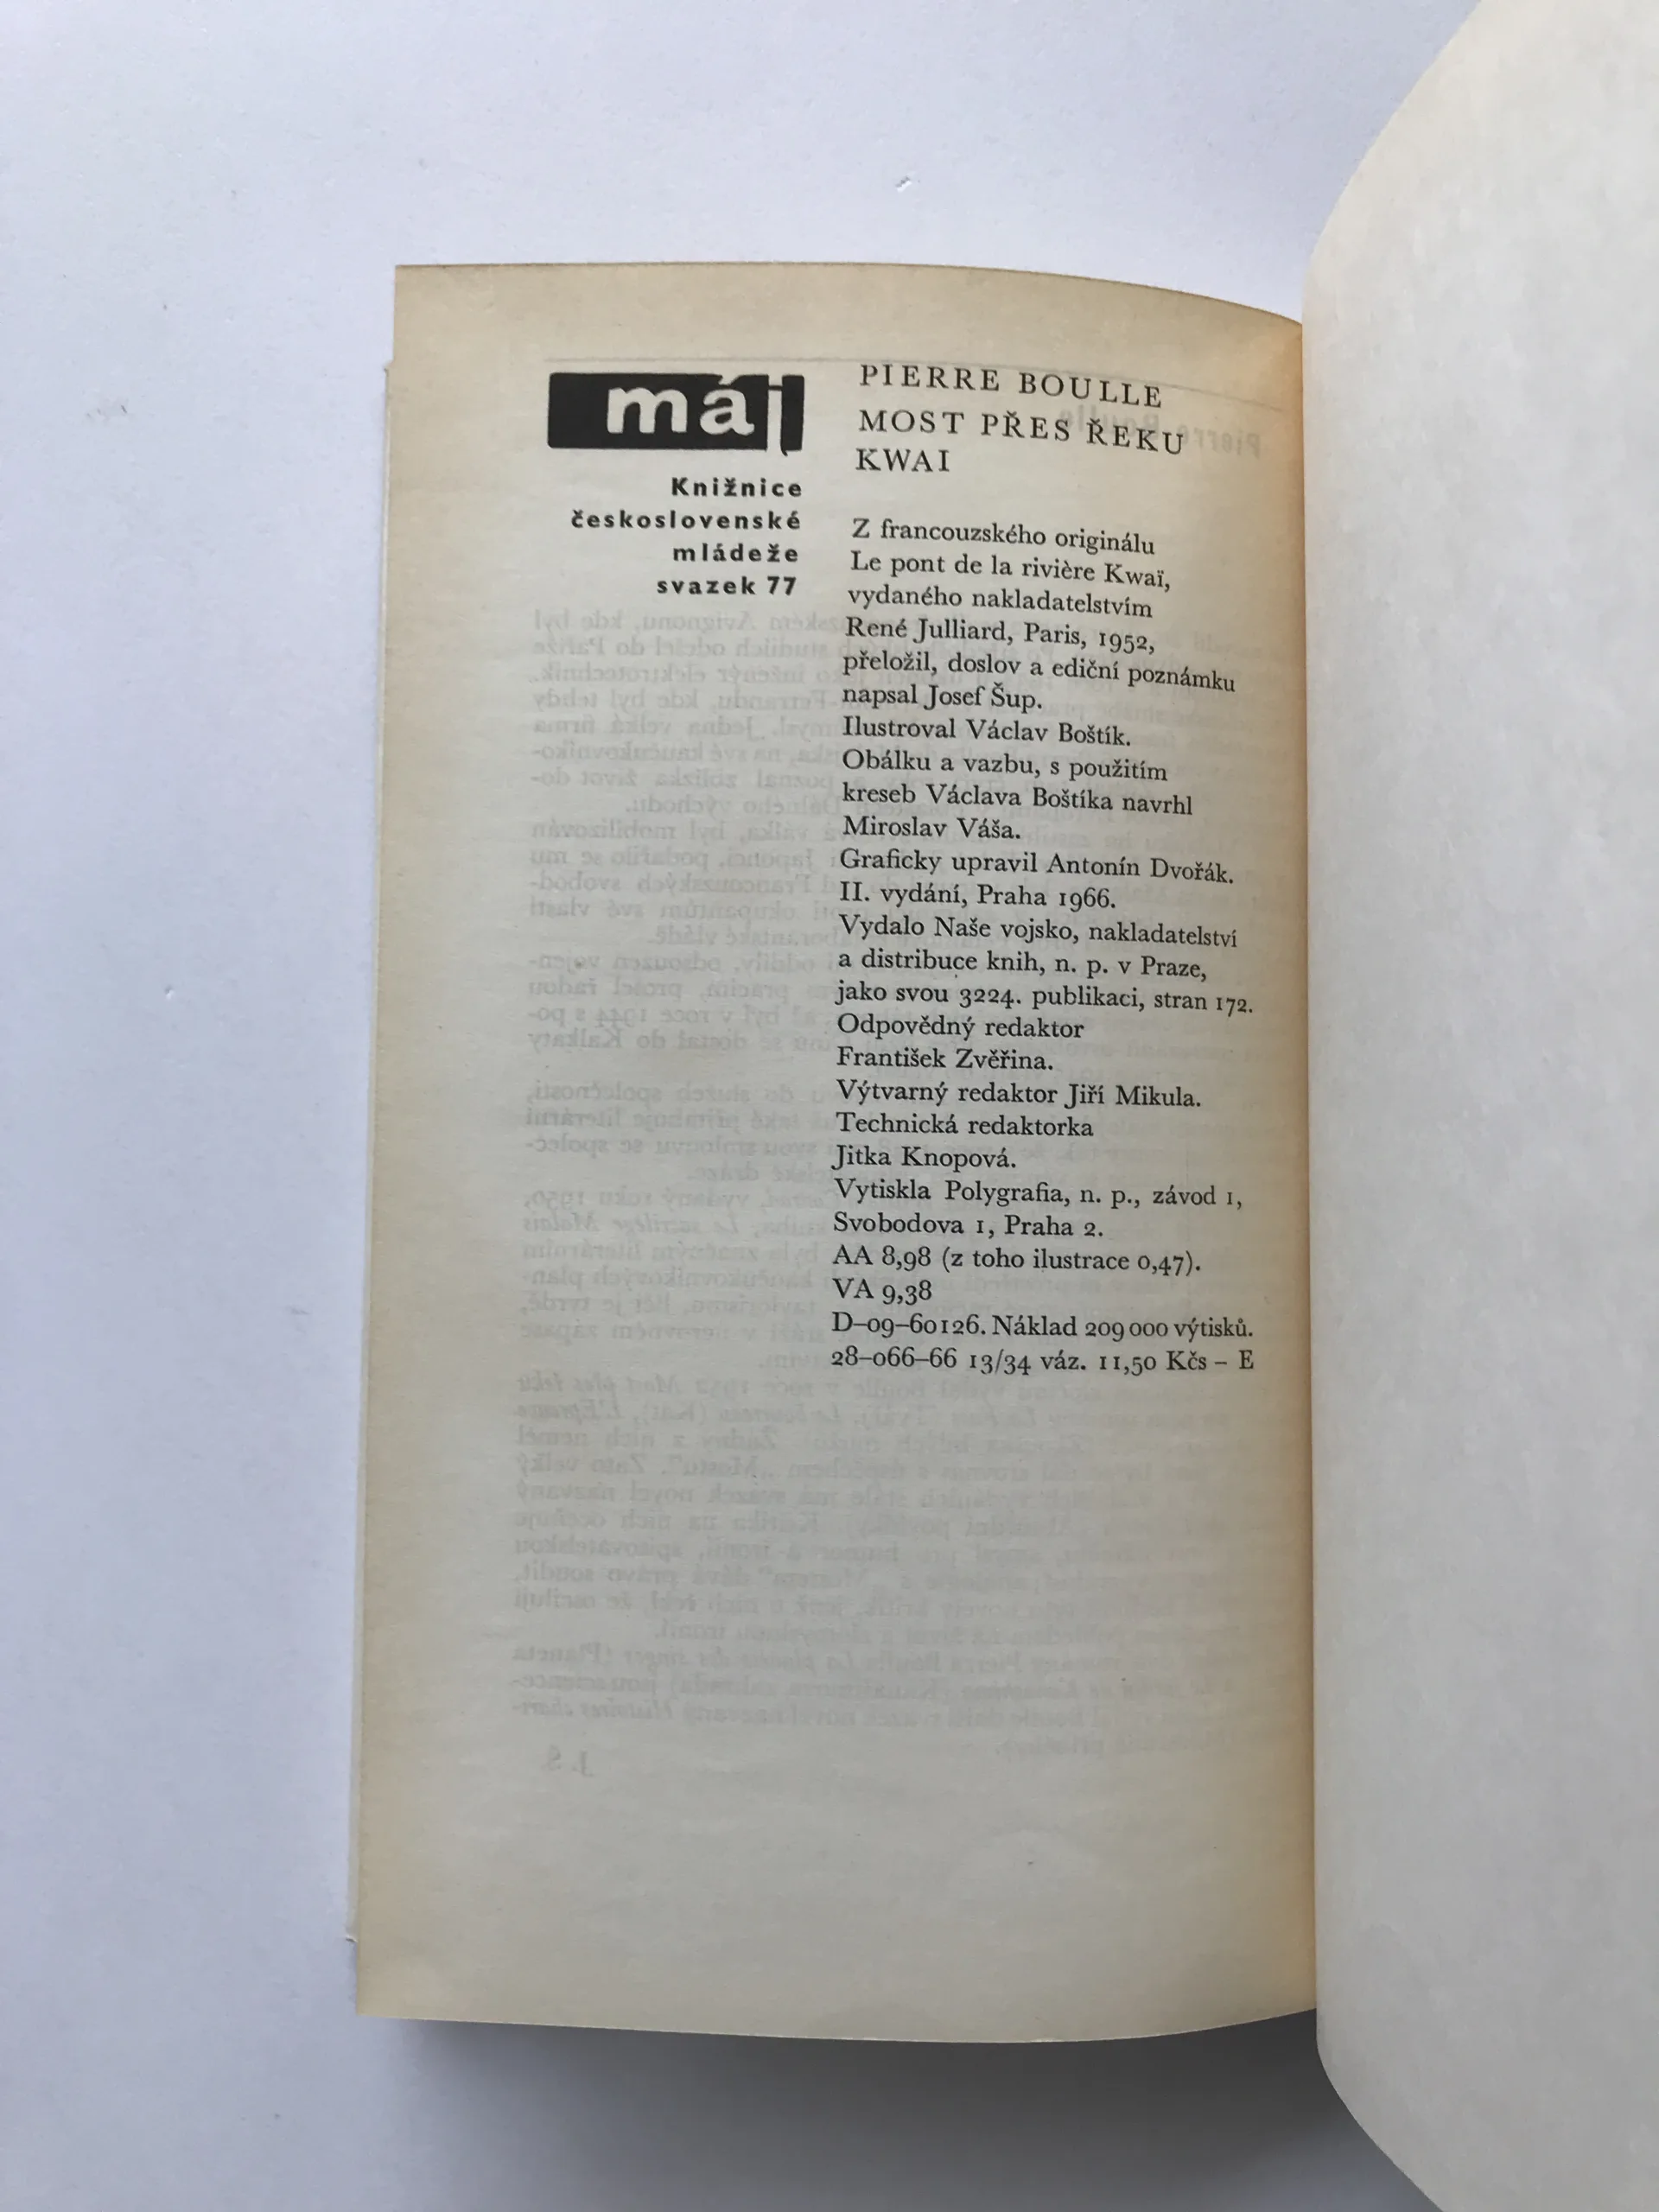 máj
Knižnice
československé
mládeže
svazek 77
PIERRE BOULLE
MOST PŘES ŘEKU
KWAI
Z francouzského originálu
Le pont de la rivière Kwaï,
vydaného nakladatelstvím
René Julliard, Paris, 1952,
přeložil, doslov a ediční poznámku
napsal Josef Šup.
Ilustroval Václav Boštík.
Obálku a vazbu, s použitím
kreseb Václava Boštíka navrhl
Miroslav Váša.
Graficky upravil Antonín Dvořák.
II. vydání, Praha 1966.
Vydalo Naše vojsko, nakladatelství
a distribuce knih, n. p. v Praze,
jako svou 3224. publikaci, stran 172.
Odpovědný redaktor
František Zvěřina.
Výtvarný redaktor Jiří Mikula.
Technická redaktorka
Jitka Knopová.
Vytiskla Polygrafia, n. p., závod 1,
Svobodova 1, Praha 2.
AA 8,98 (z toho ilustrace 0,47).
VA 9,38
D–09–60126. Náklad 209 000 výtisků.
28–066–66 13/34 váz. 11,50 Kčs – E